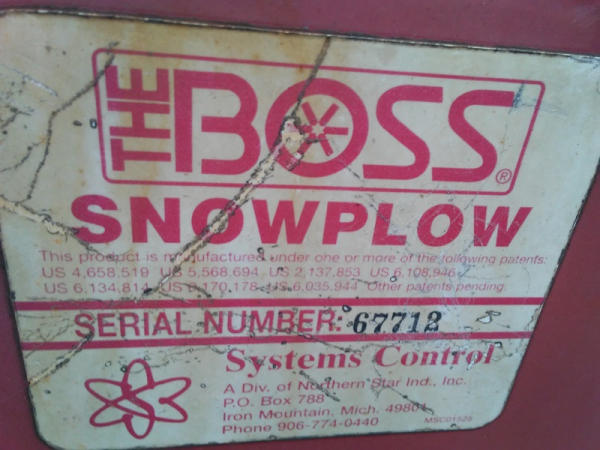 THE BOSS®
SNOWPLOW
This product is manufactured under one or more of the following patents:
US 4,658,519 US 5,568,694 US 2,137,853 US 6,108,946
US 6,134,814 US 6,170,178 US 6,035,944 Other patents pending.
SERIAL NUMBER: 67712
Systems Control
A Div. of Northern Star Ind., Inc.
P.O. Box 788
Iron Mountain, Mich. 49801
Phone 906-774-0440
MSC01525